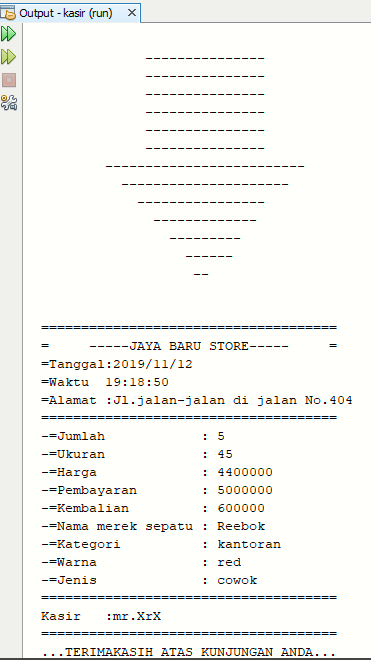 Output - kasir (run)
---------------
---------------
---------------
---------------
---------------
---------------
-------------------------
---------------------
----------------
-------------
---------
------
--
=====================================
=     -----JAYA BARU STORE-----     =
=Tanggal:2019/11/12
=Waktu  19:18:50
=Alamat :Jl.jalan-jalan di jalan No.404
=====================================
-=Jumlah            : 5
-=Ukuran            : 45
-=Harga             : 4400000
-=Pembayaran        : 5000000
-=Kembalian         : 600000
-=Nama merek sepatu : Reebok
-=Kategori          : kantoran
-=Warna             : red
-=Jenis             : cowok
=====================================
Kasir   :mr.XrX
=====================================
...TERIMAKASIH ATAS KUNJUNGAN ANDA...